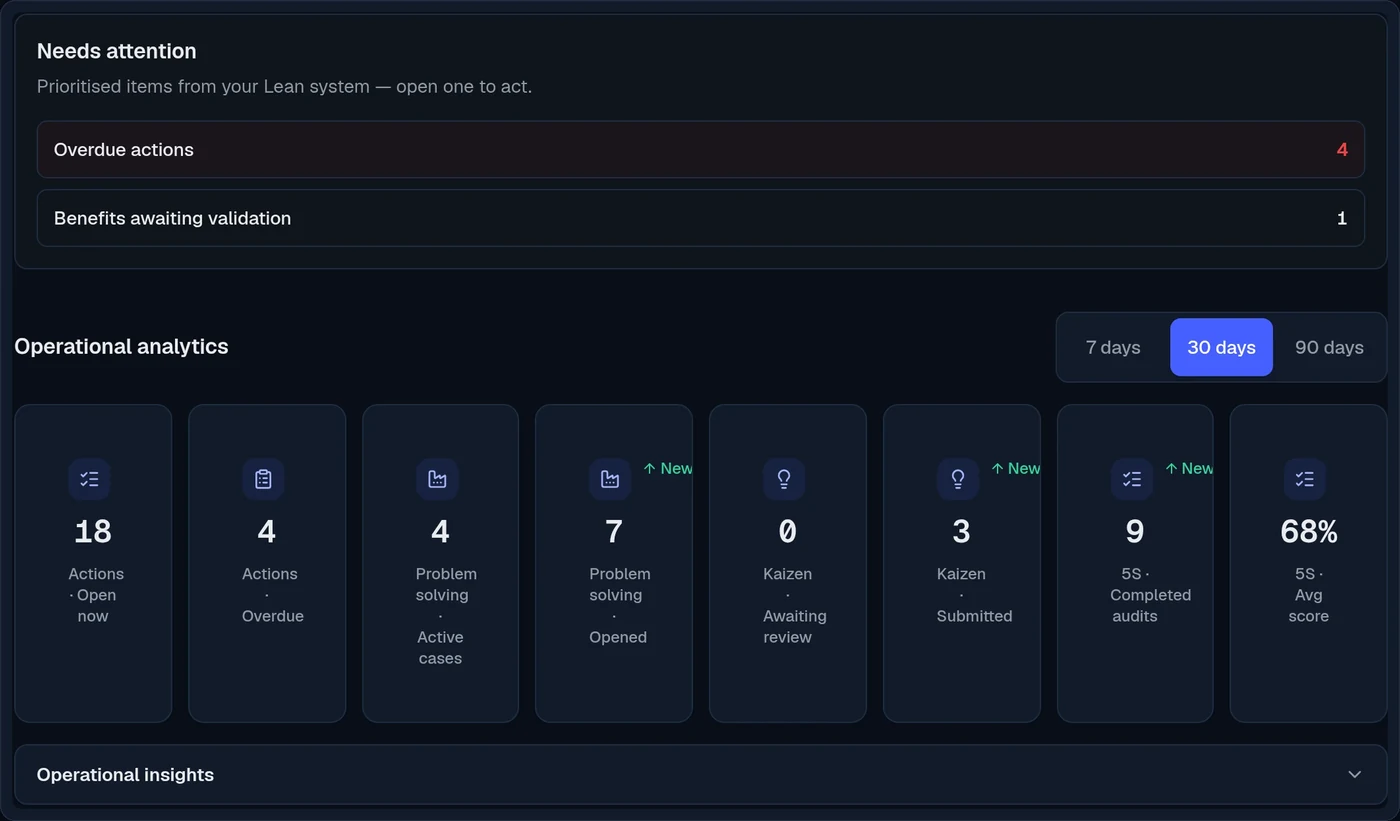 Needs attention
Prioritised items from your Lean system — open one to act.
Overdue actions
4
Benefits awaiting validation
1
Operational analytics
7 days
30 days
90 days
18
Actions
· Open
now
4
Actions
·
Overdue
4
Problem
solving
·
Active
cases
↑ New
7
Problem
solving
·
Opened
0
Kaizen
·
Awaiting
review
↑ New
3
Kaizen
·
Submitted
↑ New
9
5S ·
Completed
audits
68%
5S ·
Avg
score
Operational insights